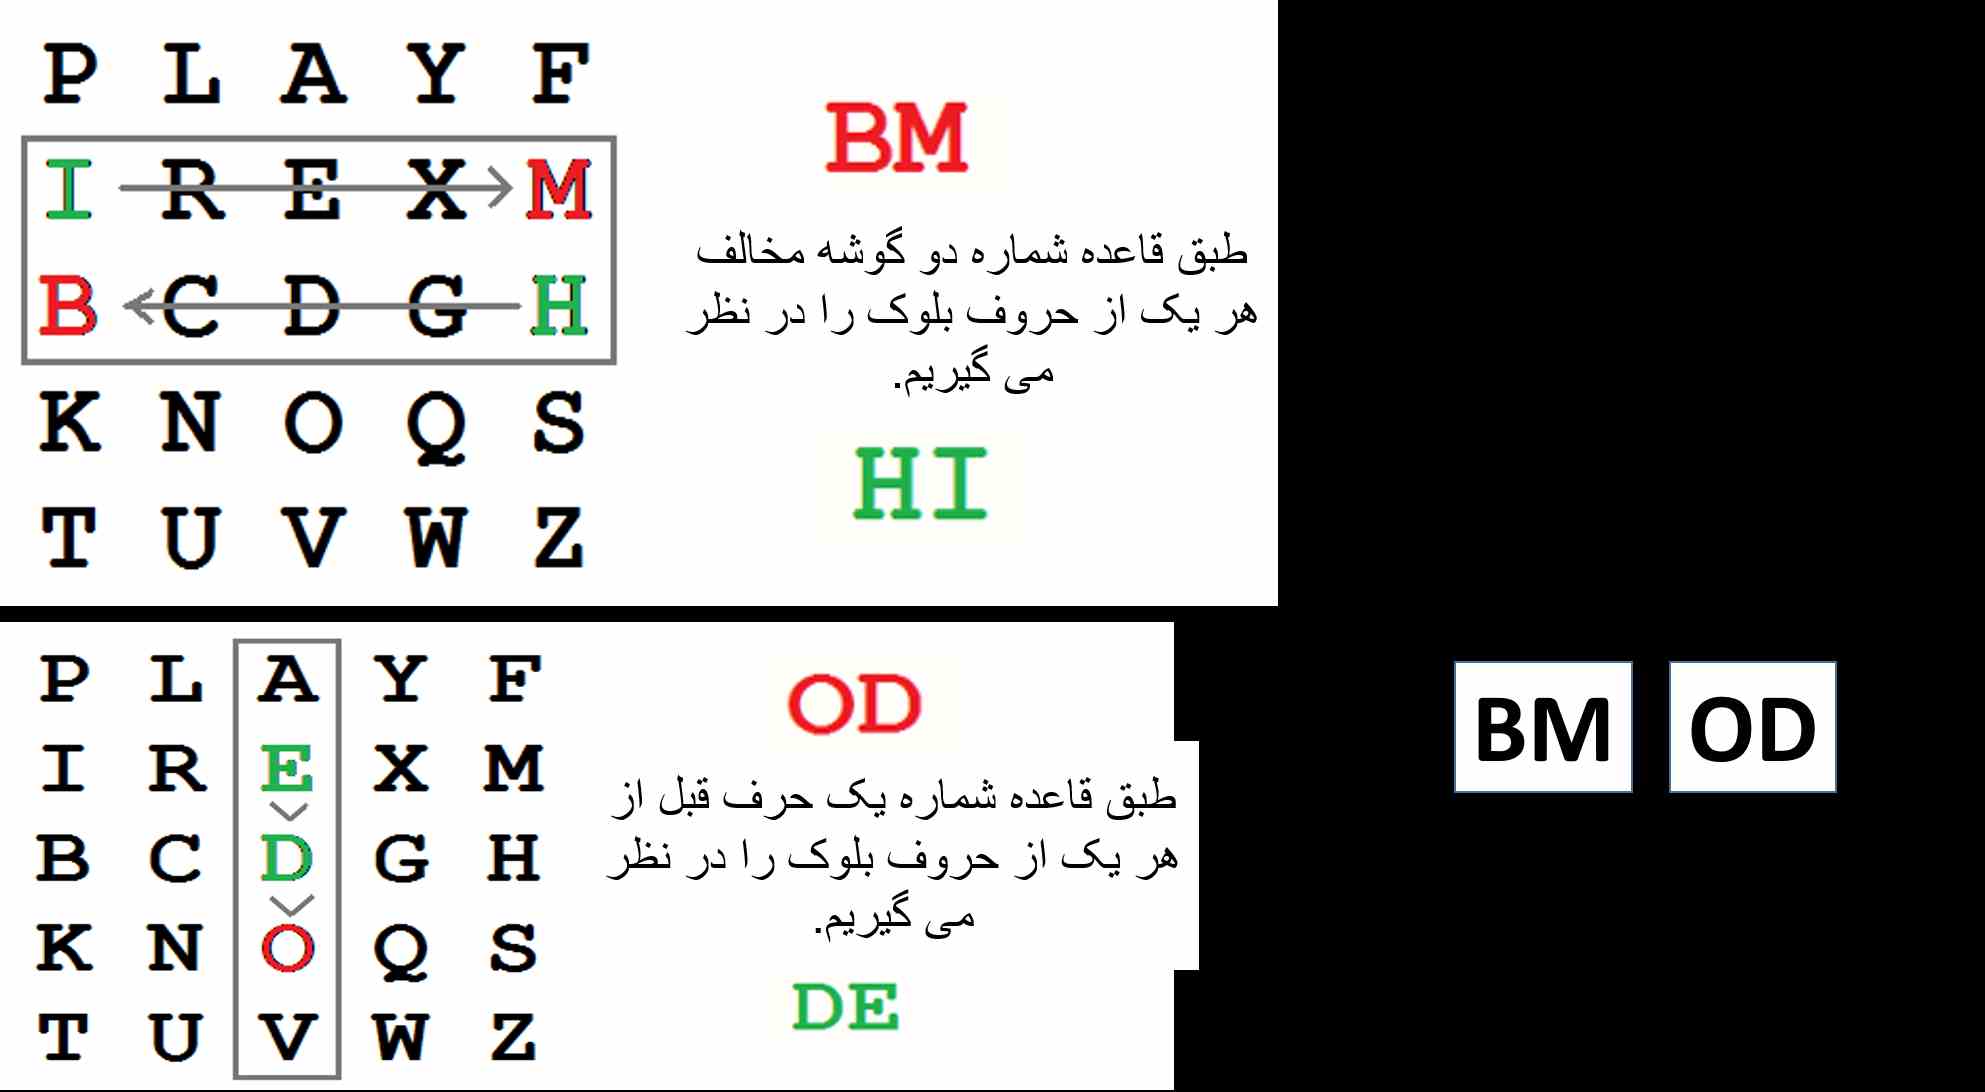 P L A Y F
I R E X M
B C D G H
K N O Q S
T U V W Z
BM
طبق قاعده شماره دو گوشه مخالف
هر یک از حروف بلوک را در نظر
می گیریم.
HI
P L A Y F
I R E X M
B C D G H
K N O Q S
T U V W Z
OD
طبق قاعده شماره یک حرف قبل از
هر یک از حروف بلوک را در نظر
می گیریم.
DE
BM OD